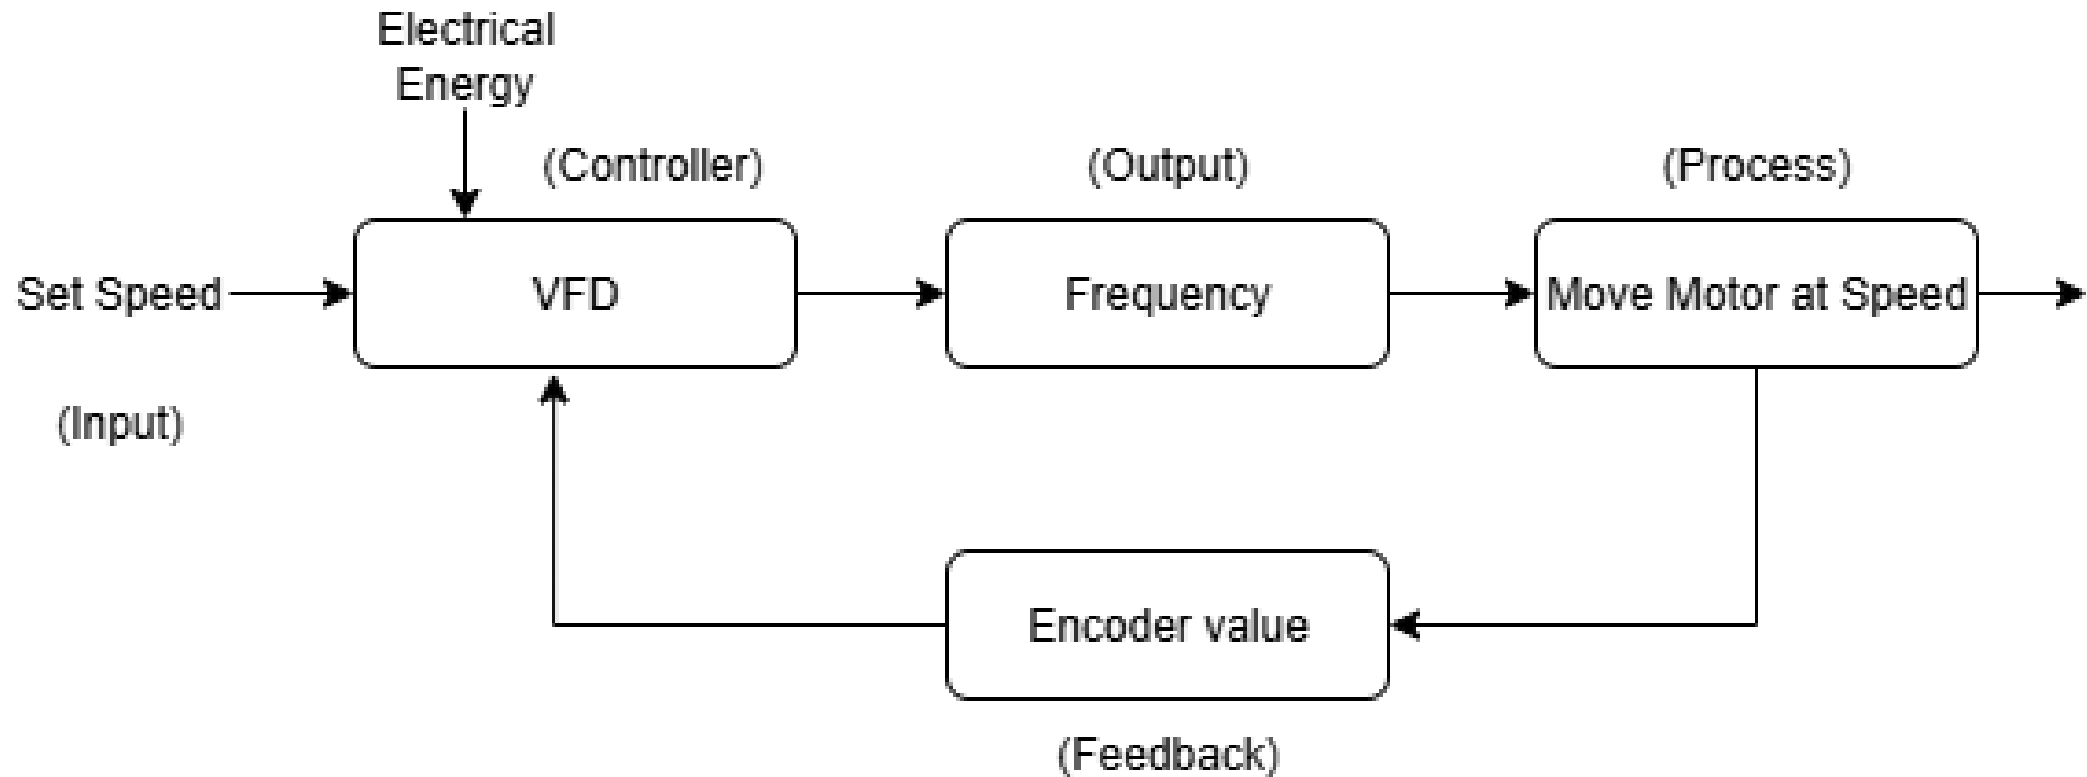 Electrical
Energy
(Controller)
(Output)
(Process)
Set Speed
VFD
Frequency
Move Motor at Speed
(Input)
Encoder value
(Feedback)